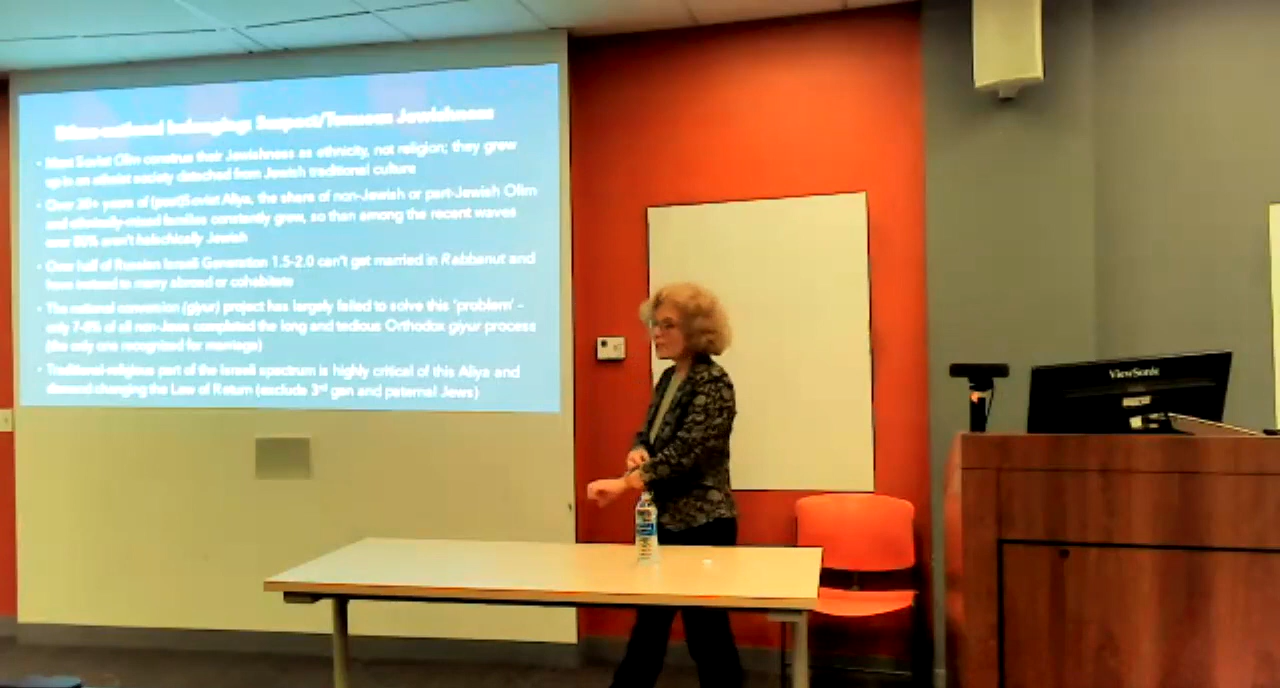 Ethno-national belonging: Suspect/Tenuous Jewishness
• Most Soviet Olim construe their Jewishness as ethnicity, not religion; they grew
up in an atheist society detached from Jewish traditional culture
• Over 30+ years of (post)Soviet Aliya, the share of non-Jewish or part-Jewish Olim
and ethnically-mixed families constantly grew, so than among the recent waves
over 80% aren't halachically Jewish
• Over half of Russian Israeli Generation 1.5-2.0 can't get married in Rabbanut and
have instead to marry abroad or cohabitate
• The national conversion (giyur) project has largely failed to solve this 'problem' -
only 7-8% of all non-Jews completed the long and tedious Orthodox giyur process
(the only one recognized for marriage)
• Traditional-religious part of the Israeli spectrum is highly critical of this Aliya and
demand changing the Law of Return (exclude 3rd gen and paternal Jews)
ViewSonic